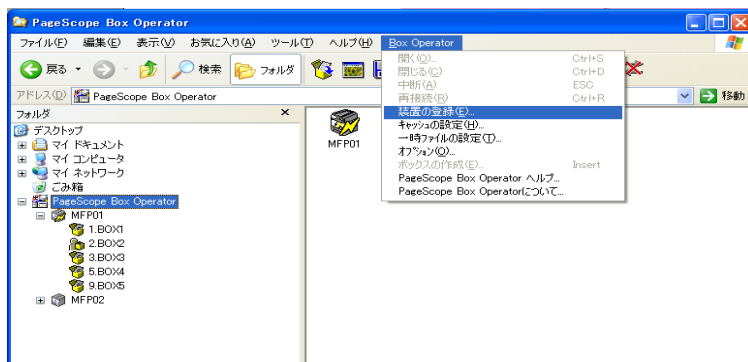 PageScope Box Operator
ファイル(F) 編集(E) 表示(V) お気に入り(A) ツール(T) ヘルプ(H) Box Operator
戻る 検索 フォルダ
アドレス(D) PageScope Box Operator 移動
フォルダ ×
デスクトップ
マイ ドキュメント
マイ コンピュータ
マイ ネットワーク
ごみ箱
PageScope Box Operator
MFP01
1.BOX1
2.BOX2
3.BOX3
5.BOX4
9.BOX5
MFP02
MFP01
開く(O)... Ctrl+S
閉じる(C) Ctrl+D
中断(A) ESC
再接続(R) Ctrl+R
装置の登録(E)...
キャッシュの設定(H)...
一時ファイルの設定(T)...
オプション(O)...
ボックスの作成(E)... Insert
PageScope Box Operator ヘルプ...
PageScope Box Operatorについて...